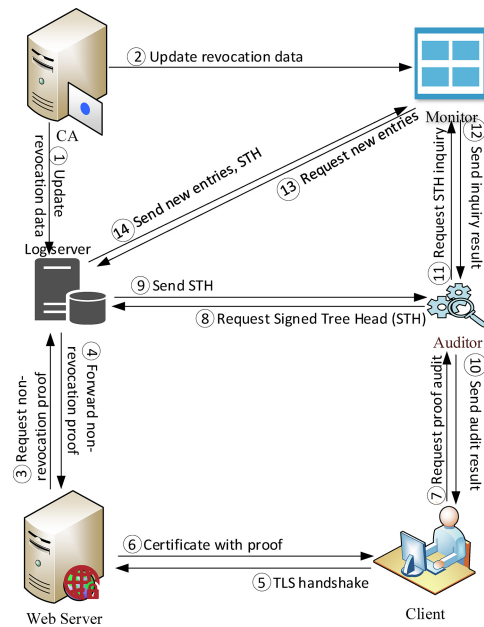 ② Update revocation data
CA
Monitor
① Update
revocation data
⑭ Send new entries, STH
⑬ Request new entries
⑪ Request STH inquiry
⑫ Send inquiry result
Log server
⑨ Send STH
⑧ Request Signed Tree Head (STH)
Auditor
③ Request non-
revocation proof
④ Forward non-
revocation proof
⑦ Request proof audit
⑩ Send audit result
⑥ Certificate with proof
⑤ TLS handshake
Web Server
Client